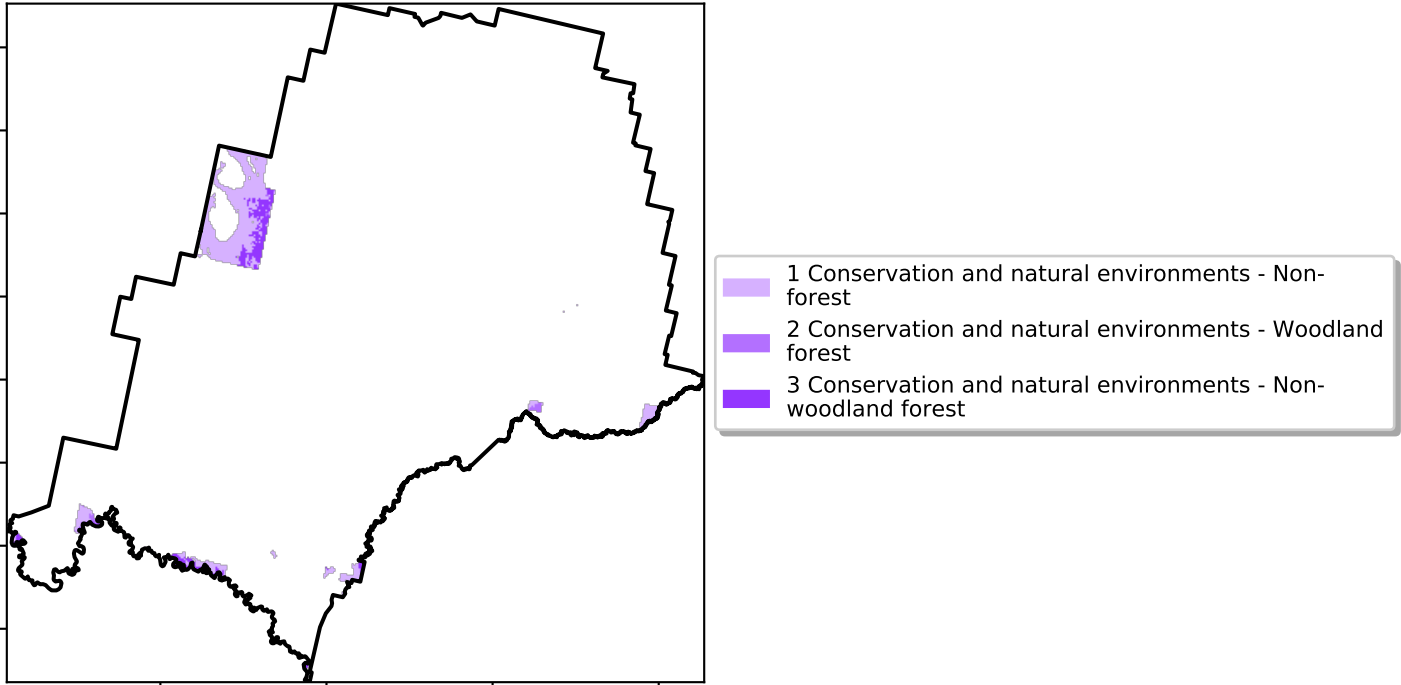 1 Conservation and natural environments - Non-
forest
2 Conservation and natural environments - Woodland
forest
3 Conservation and natural environments - Non-
woodland forest